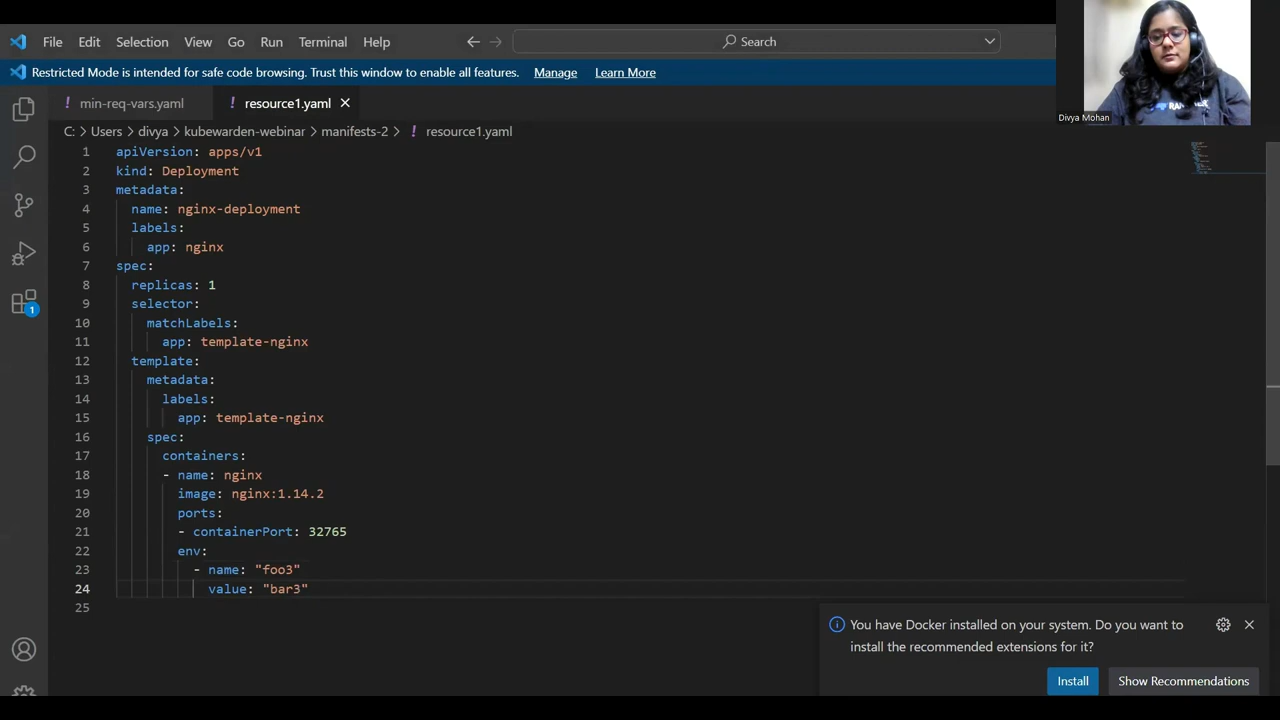 File Edit Selection View Go Run Terminal Help Search
Restricted Mode is intended for safe code browsing. Trust this window to enable all features. Manage Learn More
min-req-vars.yaml resource1.yaml
Divya Mohan
C: > Users > divya > kubewarden-webinar > manifests-2 > ! resource1.yaml
1 apiVersion: apps/v1
2 kind: Deployment
3 metadata:
4 name: nginx-deployment
5 labels:
6 app: nginx
7 spec:
8 replicas: 1
9 selector:
10 matchLabels:
11 app: template-nginx
12 template:
13 metadata:
14 labels:
15 app: template-nginx
16 spec:
17 containers:
18 - name: nginx
19 image: nginx:1.14.2
20 ports:
21 - containerPort: 32765
22 env:
23 - name: "foo3"
24 value: "bar3"
25
1
You have Docker installed on your system. Do you want to
install the recommended extensions for it?
Install Show Recommendations